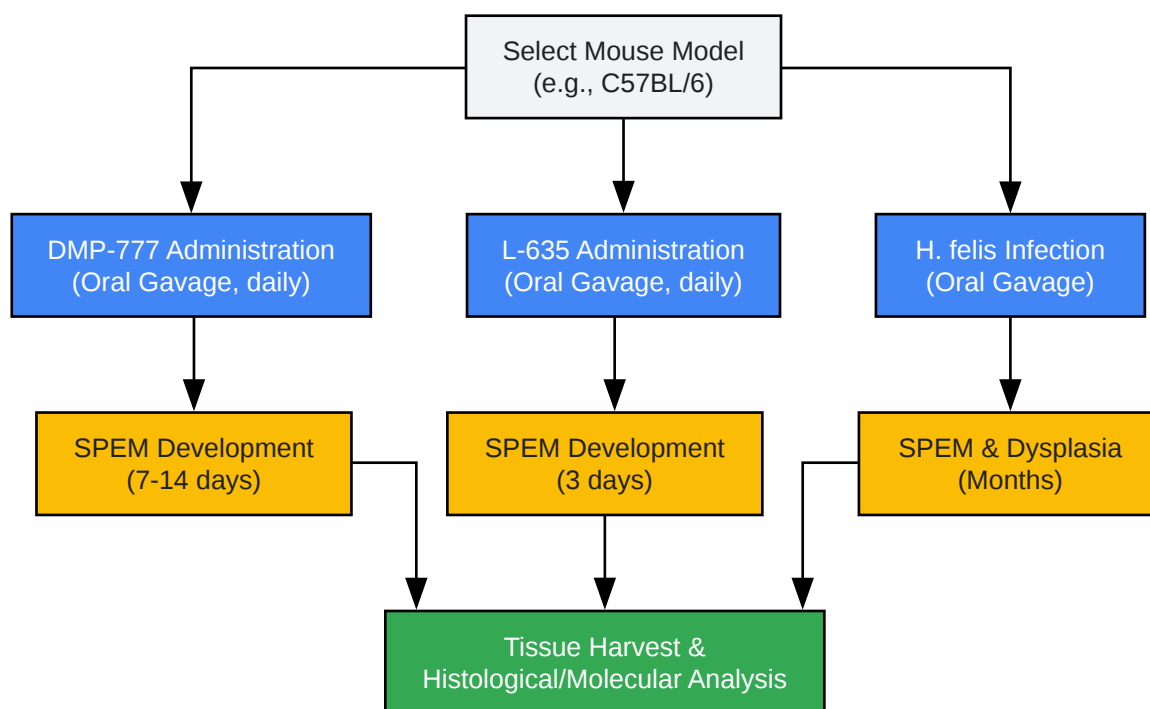 Select Mouse Model
(e.g., C57BL/6)
DMP-777 Administration
(Oral Gavage, daily)
L-635 Administration
(Oral Gavage, daily)
H. felis Infection
(Oral Gavage)
SPEM Development
(7-14 days)
SPEM Development
(3 days)
SPEM & Dysplasia
(Months)
Tissue Harvest &
Histological/Molecular Analysis